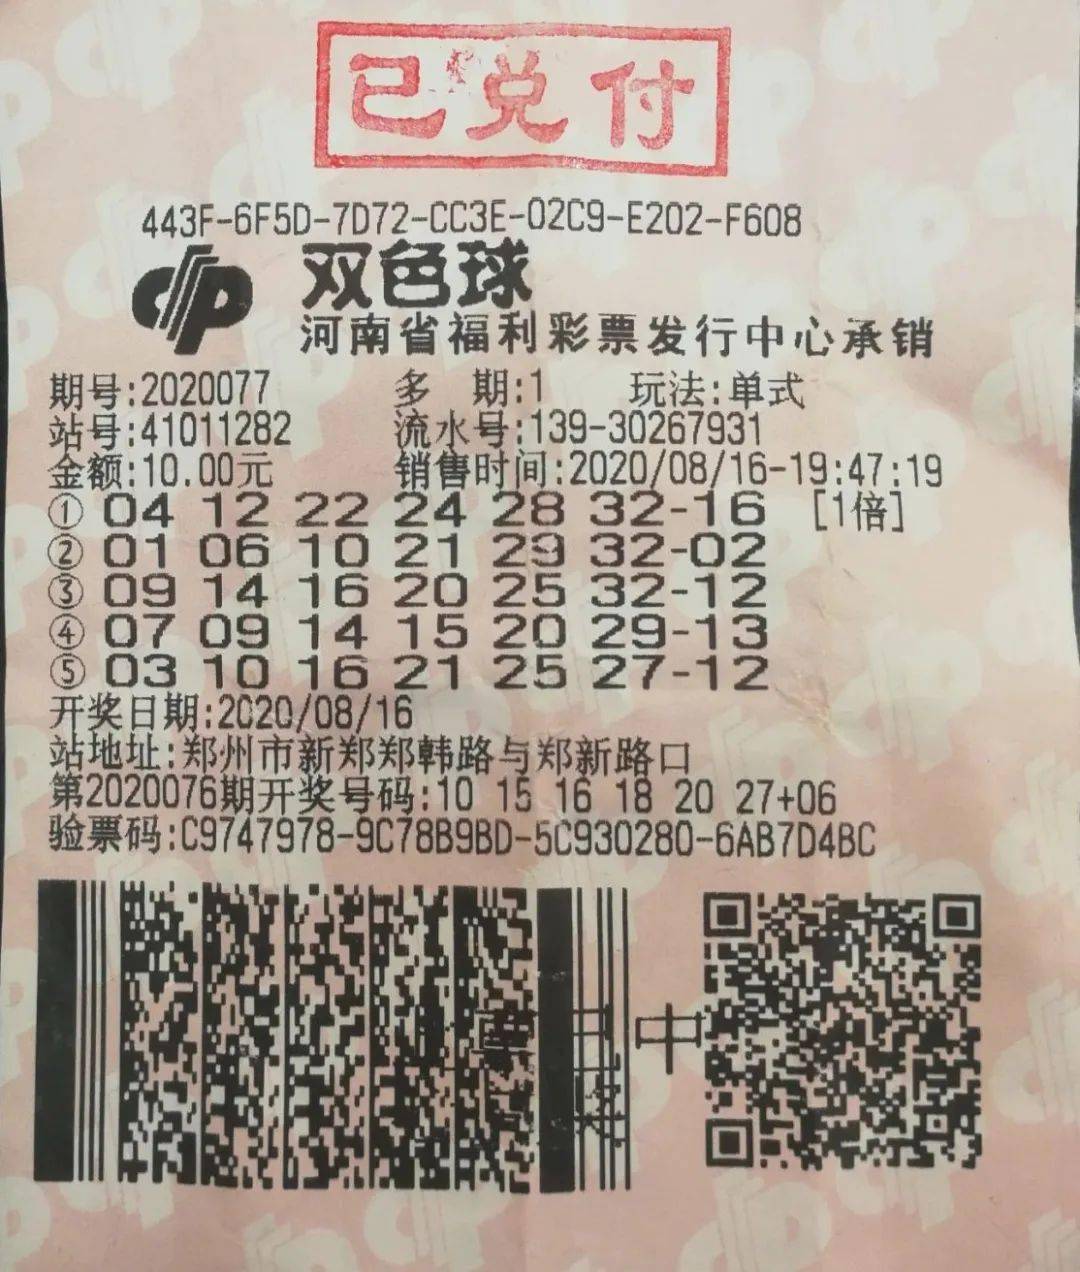 已兑付
443F-6F5D-7D72-CC3E-02C9-E202-F608
双色球
河南省福利彩票发行中心承销
期号:2020077 多 期:1 玩法:单式
站号:41011282 流水号:139-30267931
金额:10.00元 销售时间:2020/08/16-19:47:19
① 04 12 22 24 28 32-16 [1倍]
② 01 06 10 21 29 32-02
③ 09 14 16 20 25 32-12
④ 07 09 14 15 20 29-13
⑤ 03 10 16 21 25 27-12
开奖日期:2020/08/16
站地址:郑州市新郑郑韩路与郑新路口
第2020076期开奖号码:10 15 16 18 20 27+06
验票码:C9747978-9C78B9BD-5C930280-6AB7D4BC
中